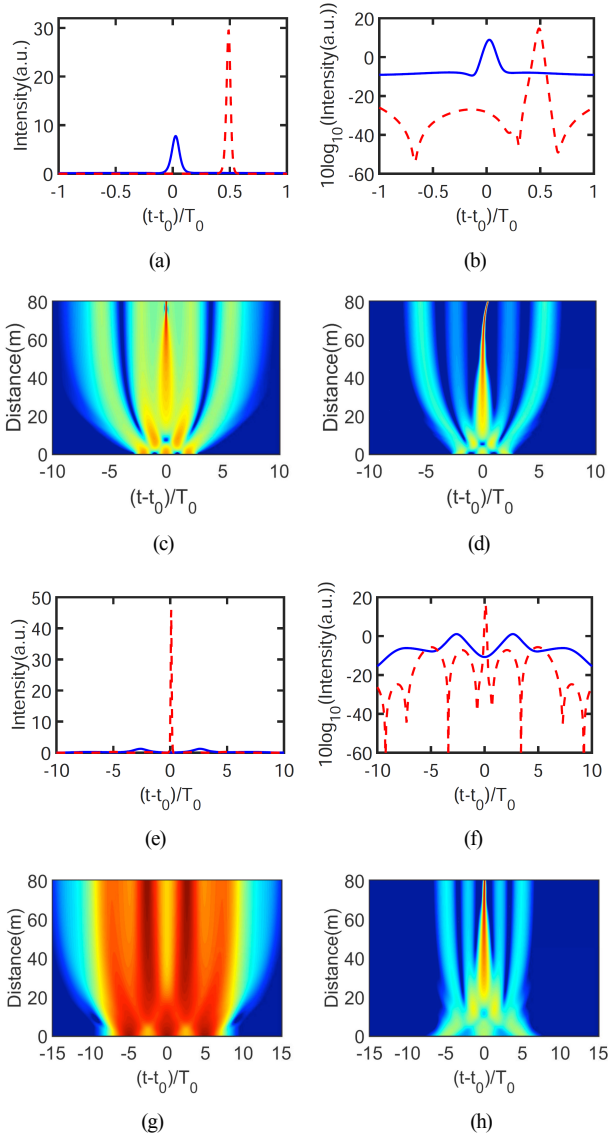 Intensity(a.u.)
30
20
10
0
-1 -0.5 0 0.5 1
(t-t0)/T0
(a)
10log10(Intensity(a.u.))
20
0
-20
-40
-60
-1 -0.5 0 0.5 1
(t-t0)/T0
(b)
Distance(m)
80
60
40
20
0
-10 -5 0 5 10
(t-t0)/T0
(c)
Distance(m)
80
60
40
20
0
-10 -5 0 5 10
(t-t0)/T0
(d)
Intensity(a.u.)
50
40
30
20
10
0
-10 -5 0 5 10
(t-t0)/T0
(e)
10log10(Intensity(a.u.))
20
0
-20
-40
-60
-10 -5 0 5 10
(t-t0)/T0
(f)
Distance(m)
80
60
40
20
0
-15 -10 -5 0 5 10 15
(t-t0)/T0
(g)
Distance(m)
80
60
40
20
0
-15 -10 -5 0 5 10 15
(t-t0)/T0
(h)